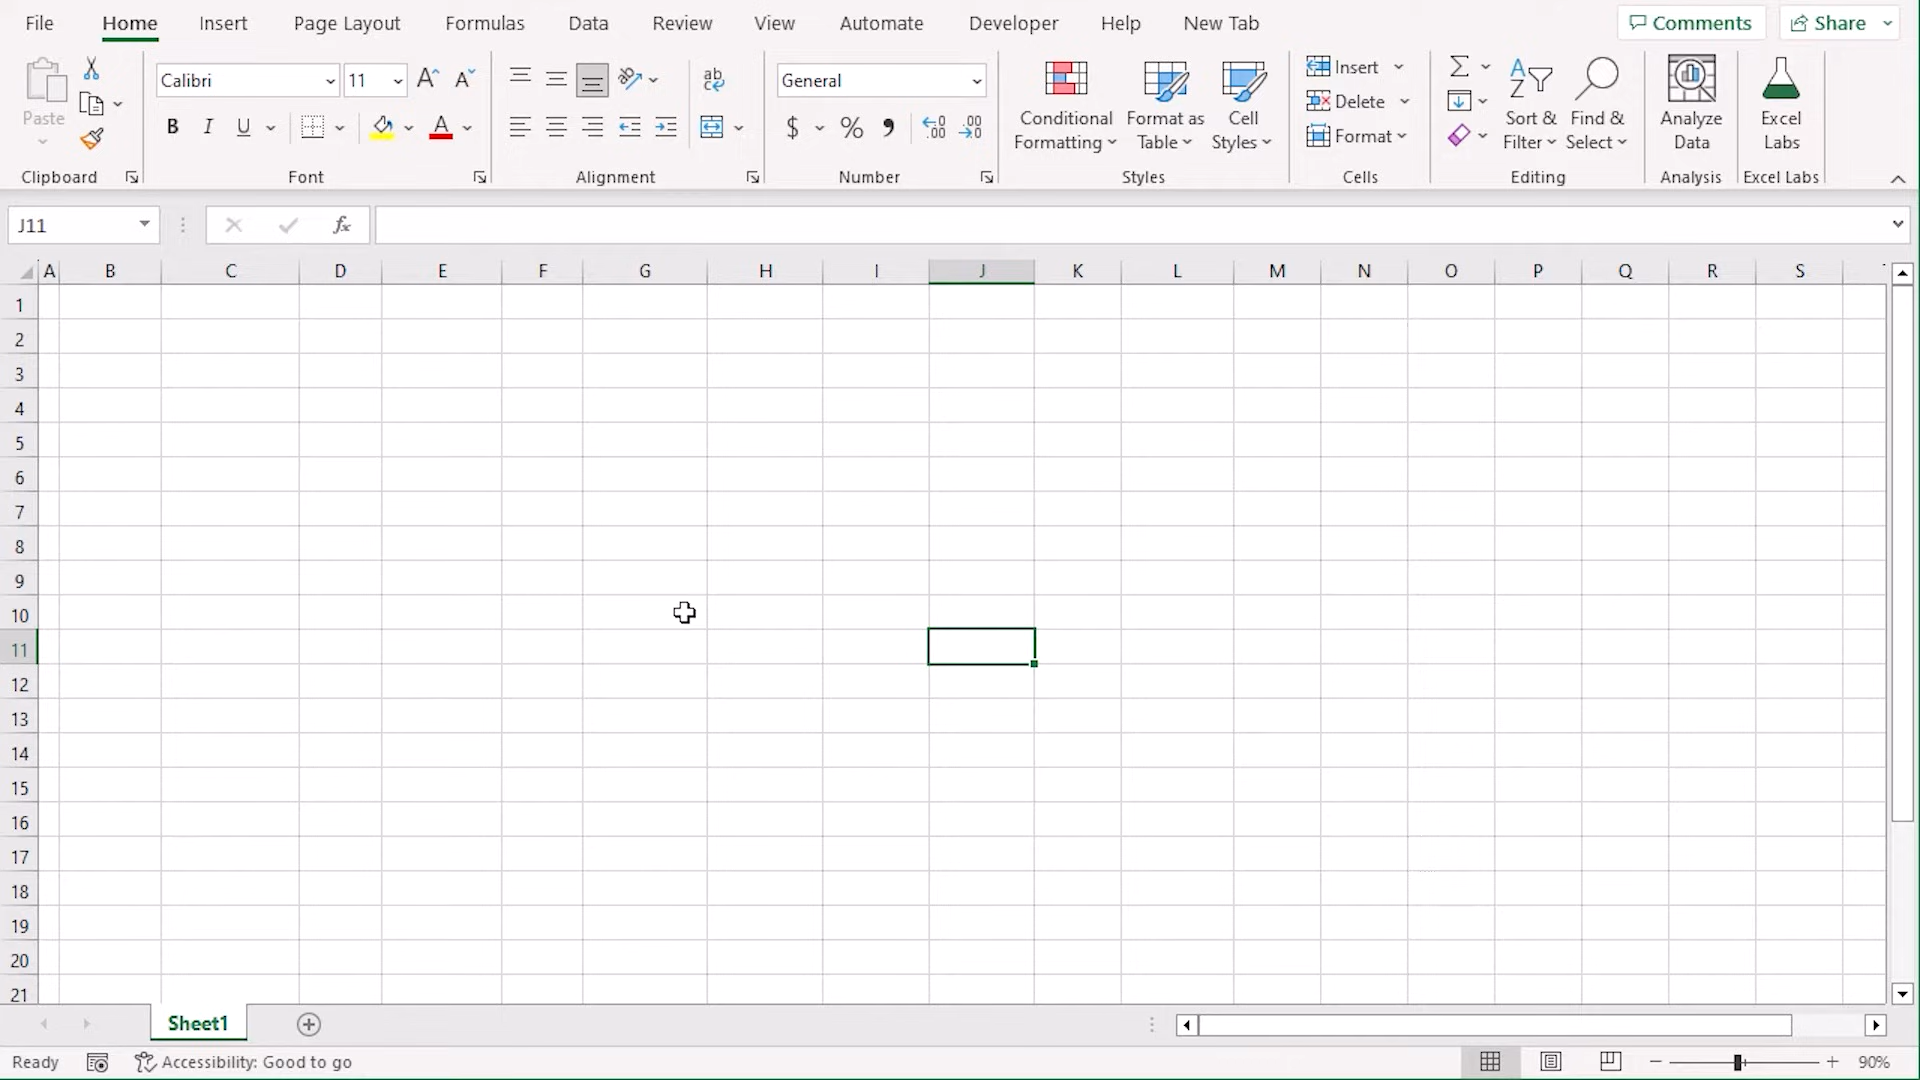 File Home Insert Page Layout Formulas Data Review View Automate Developer Help New Tab Comments Share
Calibri 11 General Insert
Paste Conditional Formatting Format as Table Cell Styles Delete Sort & Filter Find & Select Analyze Data Excel Labs
B I U $ % Format
Clipboard Font Alignment Number Styles Cells Editing Analysis Excel Labs
J11 fx
A B C D E F G H I J K L M N O P Q R S
1
2
3
4
5
6
7
8
9
10
11
12
13
14
15
16
17
18
19
20
21
Sheet1
Ready Accessibility: Good to go 90%